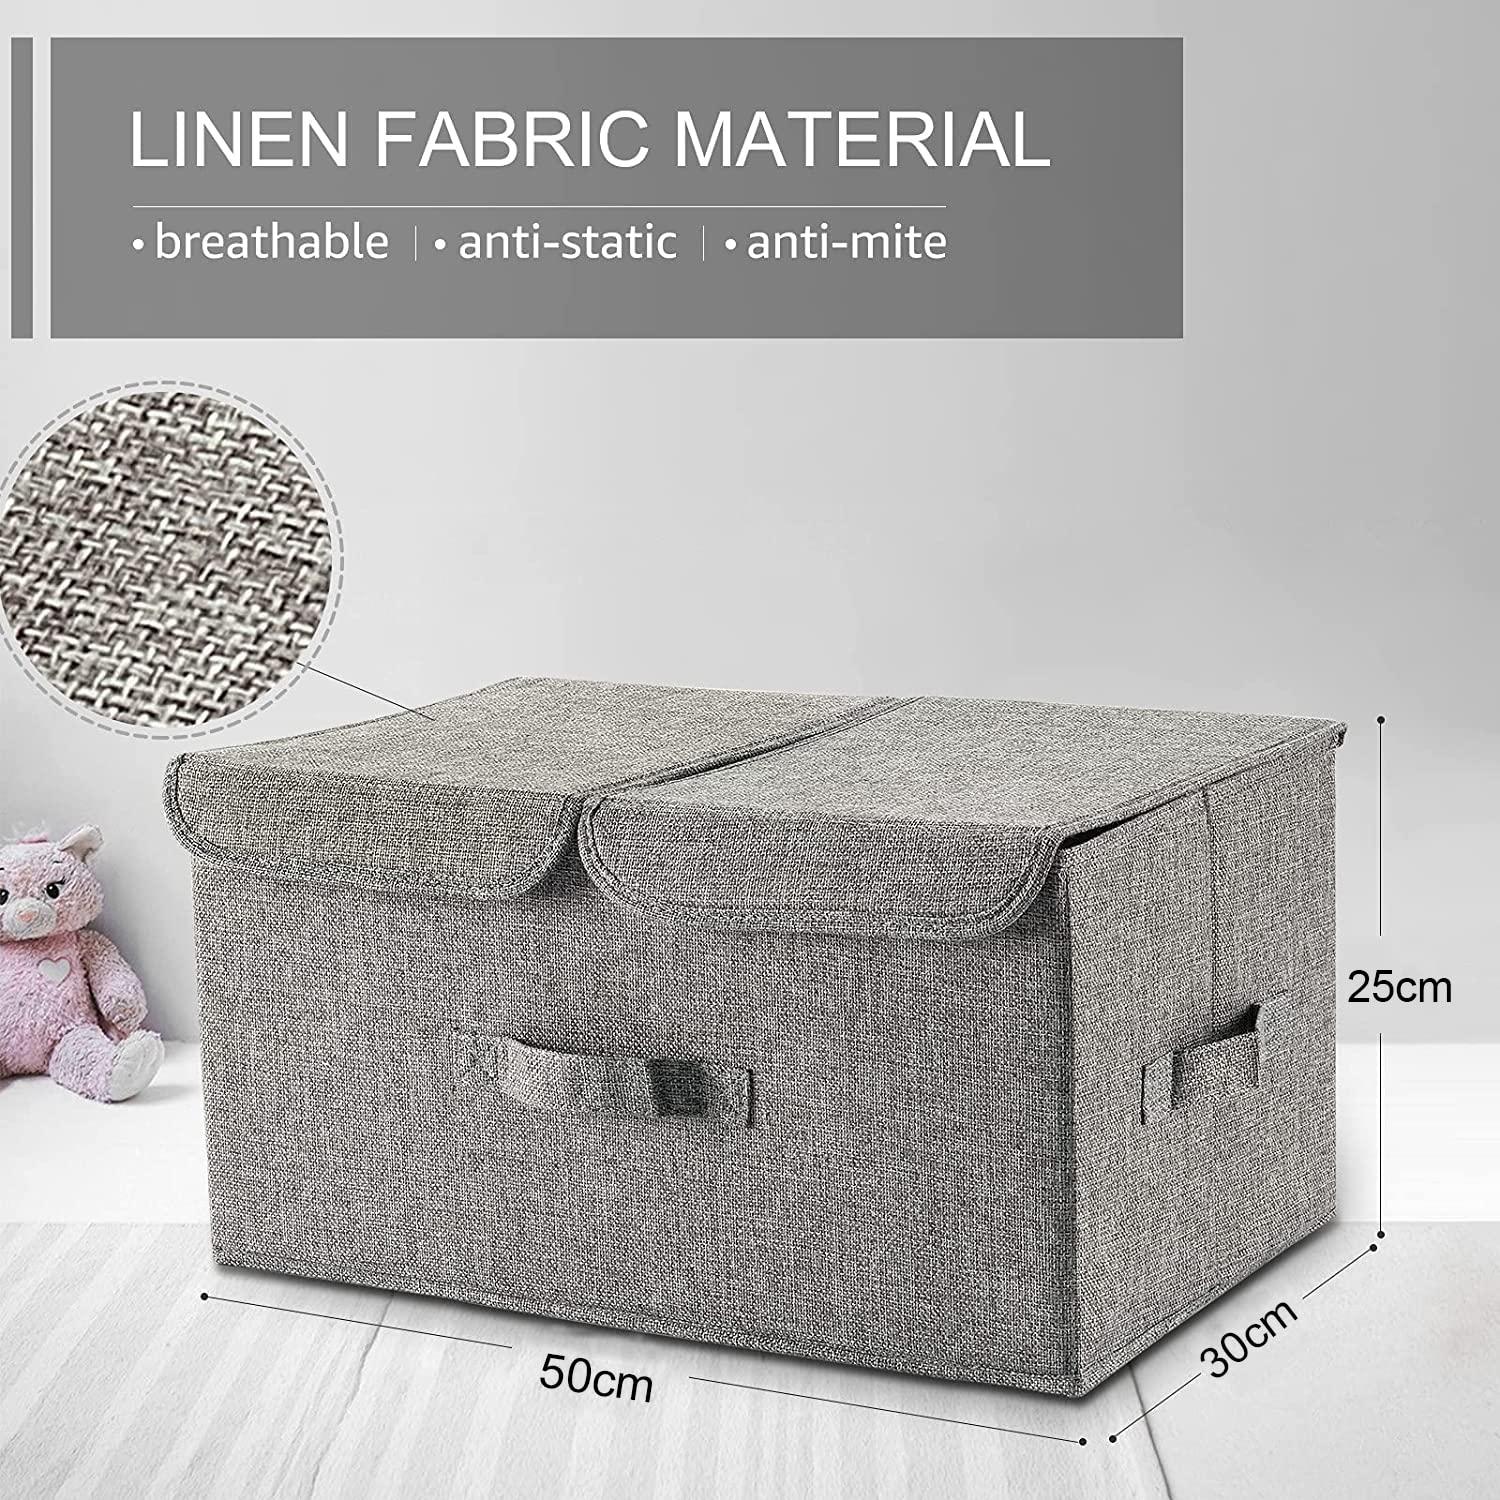 LINEN FABRIC MATERIAL
• breathable | • anti-static | • anti-mite
25cm
30cm
50cm